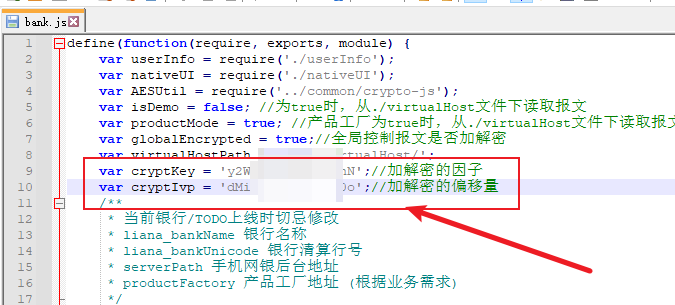 bank.js
1 define(function(require, exports, module) {
2 var userInfo = require('./userInfo');
3 var nativeUI = require('./nativeUI');
4 var AESUtil = require('../common/crypto-js');
5 var isDemo = false; //为true时，从./virtualHost文件下读取报文
6 var productMode = true; //产品工厂为true时，从./virtualHost文件下读取报文
7 var globalEncrypted = true;//全局控制报文是否加解密
8 var virtualHostPath ualHost/';
9 var cryptKey = 'y2W nN';//加解密的因子
10 var cryptIvp = 'dMi 0o';//加解密的偏移量
11 /**
12 * 当前银行/TODO上线时切忌修改
13 * liana_bankName 银行名称
14 * liana_bankUnicode 银行清算行号
15 * serverPath 手机网银后台地址
16 * productFactory 产品工厂地址 (根据业务需求)
17 */